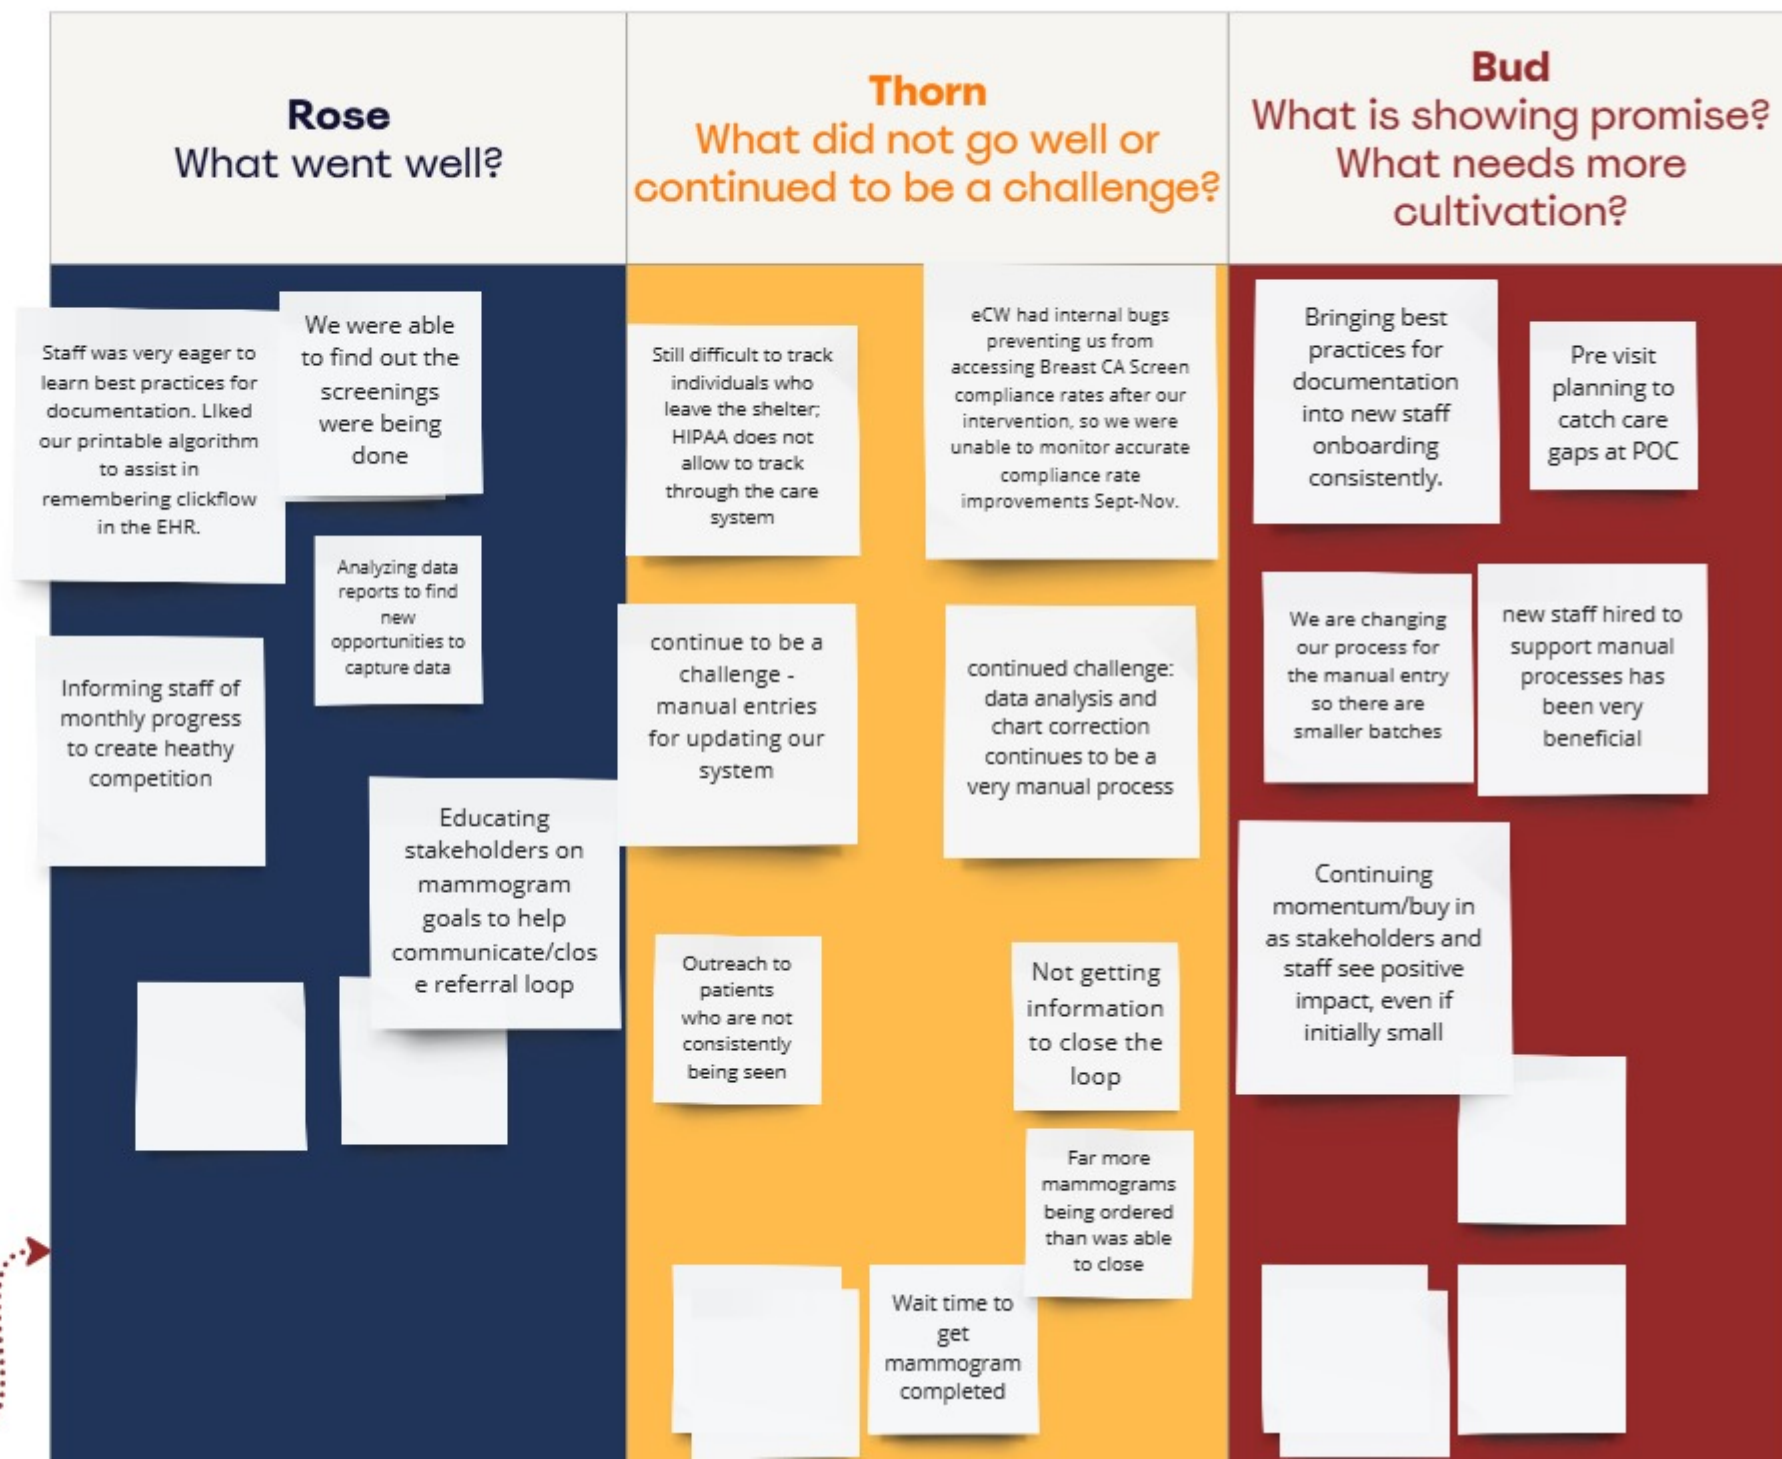 Rose
What went well?
Thorn
What did not go well or
continued to be a challenge?
Bud
What is showing promise?
What needs more
cultivation?
Staff was very eager to
learn best practices for
documentation. LIked
our printable algorithm
to assist in
remembering clickflow
in the EHR.
We were able
to find out the
screenings
were being
done
Analyzing data
reports to find
new
opportunities to
capture data
Informing staff of
monthly progress
to create heathy
competition
Educating
stakeholders on
mammogram
goals to help
communicate/clos
e referral loop
Still difficult to track
individuals who
leave the shelter;
HIPAA does not
allow to track
through the care
system
eCW had internal bugs
preventing us from
accessing Breast CA Screen
compliance rates after our
intervention, so we were
unable to monitor accurate
compliance rate
improvements Sept-Nov.
continue to be a
challenge -
manual entries
for updating our
system
continued challenge:
data analysis and
chart correction
continues to be a
very manual process
Outreach to
patients
who are not
consistently
being seen
Not getting
information
to close the
loop
Far more
mammograms
being ordered
than was able
to close
Wait time to
get
mammogram
completed
Bringing best
practices for
documentation
into new staff
onboarding
consistently.
Pre visit
planning to
catch care
gaps at POC
We are changing
our process for
the manual entry
so there are
smaller batches
new staff hired to
support manual
processes has
been very
beneficial
Continuing
momentum/buy in
as stakeholders and
staff see positive
impact, even if
initially small